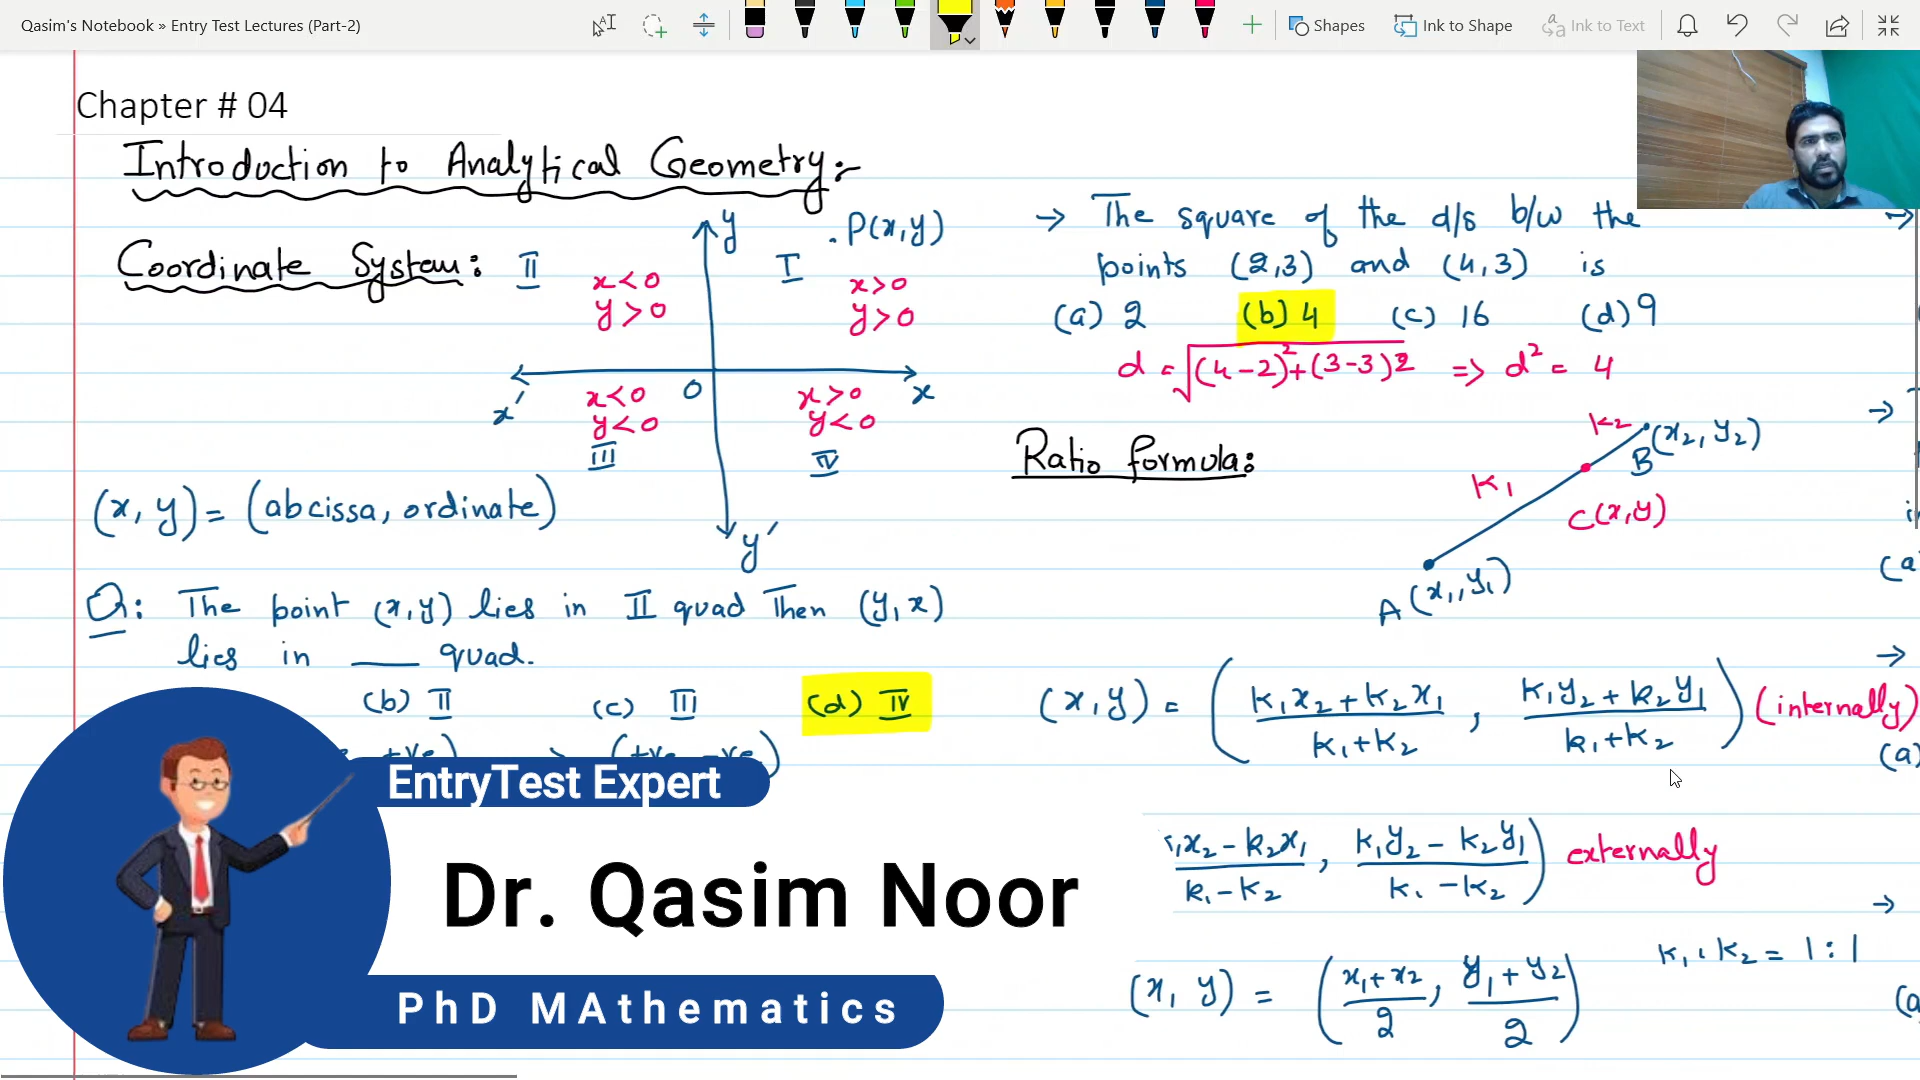 Qasim's Notebook » Entry Test Lectures (Part-2)
Shapes
Ink to Shape
Ink to Text
Chapter # 04
Introduction to Analytical Geometry:-
Coordinate System:
II
x<0
y>0
y
I
.P(x,y)
x>0
y>0
x'
0
x
x<0
y<0
III
x>0
y<0
IV
y'
(x, y) = (abcissa, ordinate)
Q: The point (x,y) lies in II quad Then (y,x)
lies in ___ quad.
(b) II (c) III (d) IV
→ The square of the d/s b/w the
points (2,3) and (4,3) is
(a) 2 (b) 4 (c) 16 (d) 9
d = √(4-2)²+(3-3)2 => d² = 4
Ratio formula:
K2
(x2, y2)
B
K1
C(x,y)
A (x1,y1)
(x,y) = (K1x2+K2x1/K1+K2, K1y2+K2y1/K1+K2) (internally)
1x2-K2x1/K1-K2, K1y2-K2y1/K1-K2) externally
K1:K2 = 1:1
(x, y) = (x1+x2/2, y1+y2/2)
EntryTest Expert
Dr. Qasim Noor
PhD MAthematics